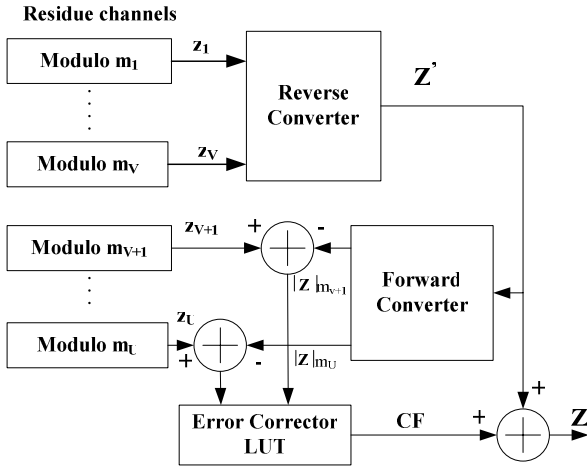 Residue channels
Modulo m1
z1
Z’
Reverse
Converter
Modulo mV
zV
Modulo mV+1
zV+1
+
-
|Z|mv+1
Forward
Converter
Modulo mU
zU
+
-
|Z|mU
Error Corrector
LUT
CF
+
+
Z